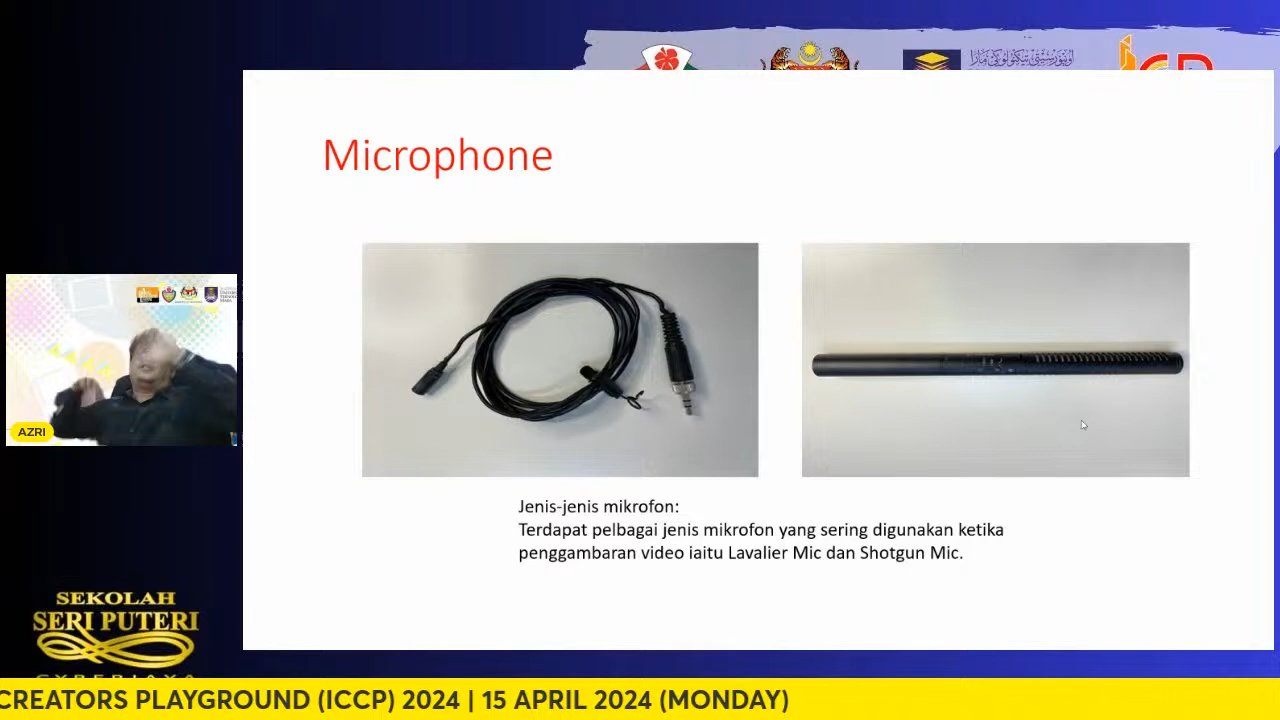 Microphone
Jenis-jenis mikrofon:
Terdapat pelbagai jenis mikrofon yang sering digunakan ketika
penggambaran video iaitu Lavalier Mic dan Shotgun Mic.
AZRI
SEKOLAH
SERI PUTERI
CYBERJAYA
CREATORS PLAYGROUND (ICCP) 2024 | 15 APRIL 2024 (MONDAY)